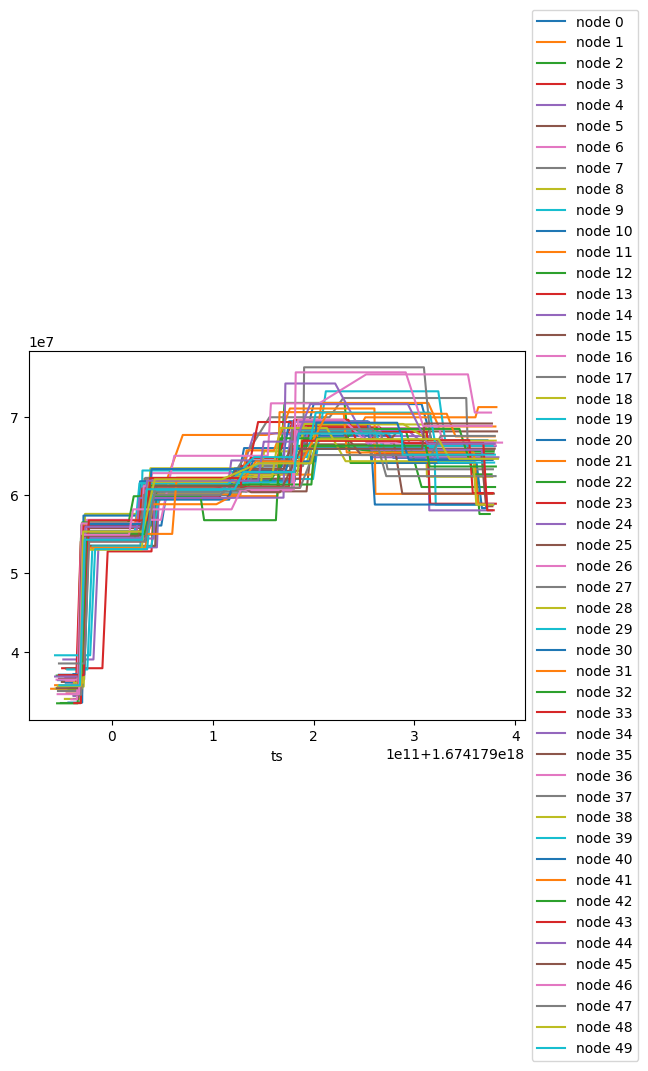 1e7
7
6
5
4
0 1 2 3 4
ts
1e11+1.674179e18
node 0
node 1
node 2
node 3
node 4
node 5
node 6
node 7
node 8
node 9
node 10
node 11
node 12
node 13
node 14
node 15
node 16
node 17
node 18
node 19
node 20
node 21
node 22
node 23
node 24
node 25
node 26
node 27
node 28
node 29
node 30
node 31
node 32
node 33
node 34
node 35
node 36
node 37
node 38
node 39
node 40
node 41
node 42
node 43
node 44
node 45
node 46
node 47
node 48
node 49